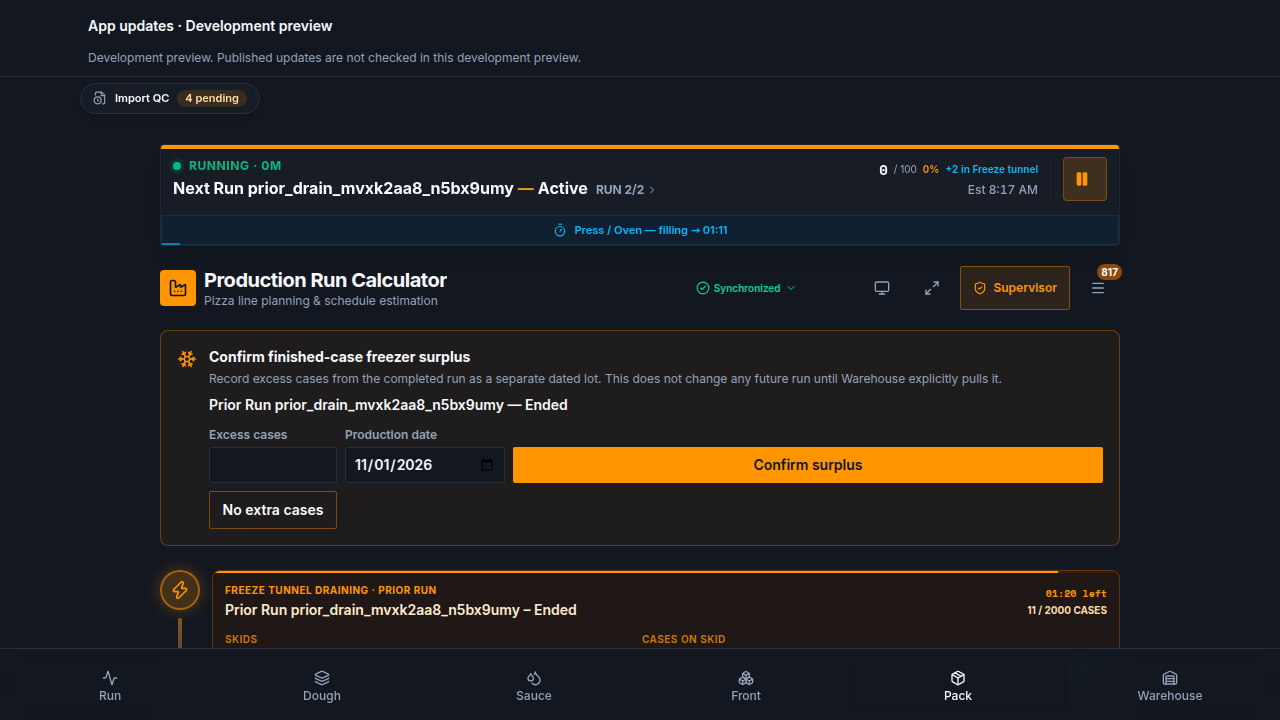 App updates · Development preview
Development preview. Published updates are not checked in this development preview.
Import QC 4 pending
RUNNING · 0M
0 / 100 0% +2 in Freeze tunnel
Next Run prior_drain_mvxk2aa8_n5bx9umy — Active RUN 2/2
Est 8:17 AM
Press / Oven — filling → 01:11
Production Run Calculator
Pizza line planning & schedule estimation
Synchronized
Supervisor
817
Confirm finished-case freezer surplus
Record excess cases from the completed run as a separate dated lot. This does not change any future run until Warehouse explicitly pulls it.
Prior Run prior_drain_mvxk2aa8_n5bx9umy — Ended
Excess cases Production date
11/01/2026 Confirm surplus
No extra cases
FREEZE TUNNEL DRAINING · PRIOR RUN
01:20 left
Prior Run prior_drain_mvxk2aa8_n5bx9umy – Ended
11 / 2000 CASES
SKIDS CASES ON SKID
Run Dough Sauce Front Pack Warehouse